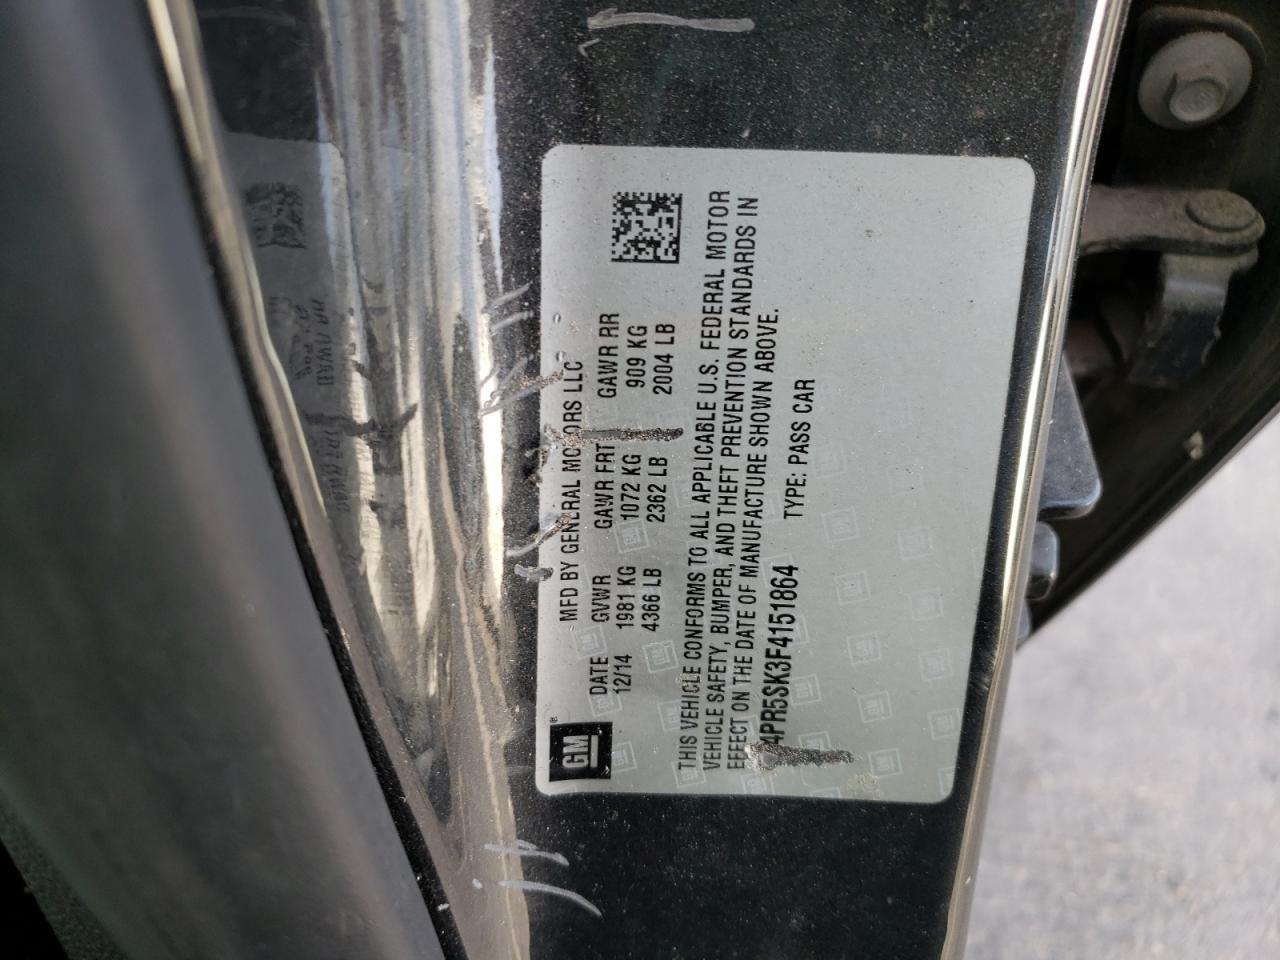 MFD BY GENERAL MOTORS LLC
DATE GVWR GAWR FRT GAWR RR
12/14 1981 KG 1072 KG 909 KG
4366 LB 2362 LB 2004 LB
GM
THIS VEHICLE CONFORMS TO ALL APPLICABLE U.S. FEDERAL MOTOR
VEHICLE SAFETY, BUMPER, AND THEFT PREVENTION STANDARDS IN
EFFECT ON THE DATE OF MANUFACTURE SHOWN ABOVE.
4PR5SK3F4151864 TYPE: PASS CAR